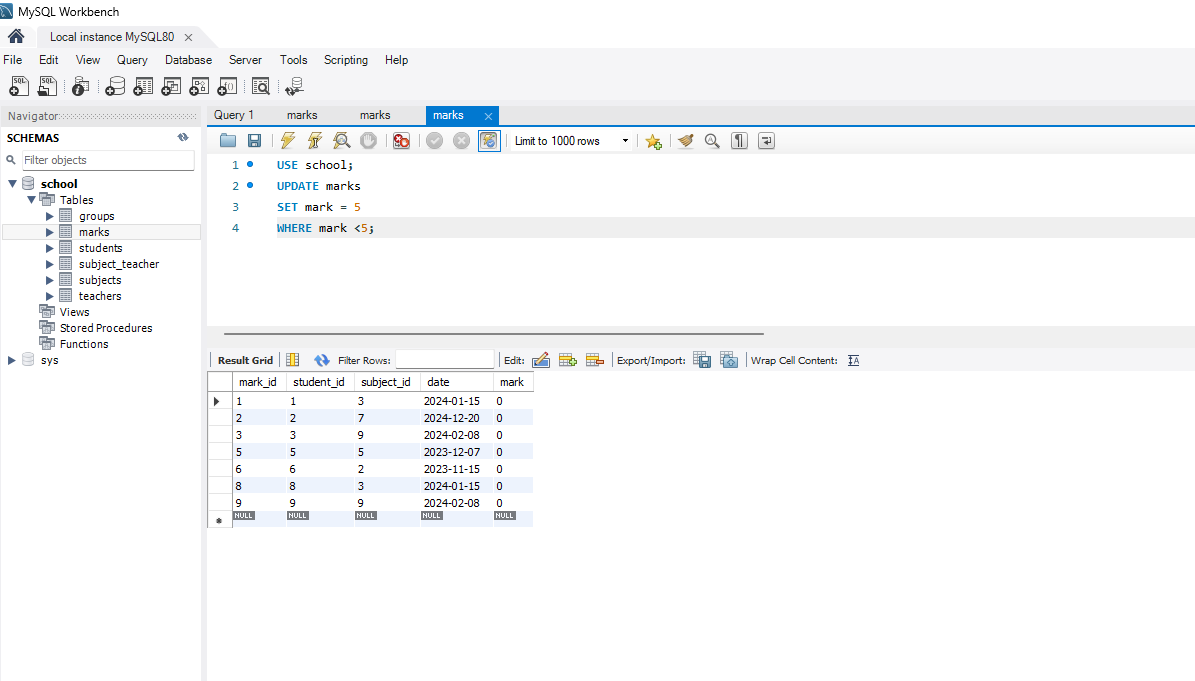 MySQL Workbench
Local instance MySQL80
File Edit View Query Database Server Tools Scripting Help
Navigator
SCHEMAS
Filter objects
school
Tables
groups
marks
students
subject_teacher
subjects
teachers
Views
Stored Procedures
Functions
sys
Query 1 marks marks marks
Limit to 1000 rows
1 USE school;
2 UPDATE marks
3 SET mark = 5
4 WHERE mark <5;
Result Grid Filter Rows: Edit: Export/Import: Wrap Cell Content:
mark_id student_id subject_id date mark
1 1 3 2024-01-15 0
2 2 7 2024-12-20 0
3 3 9 2024-02-08 0
5 5 5 2023-12-07 0
6 6 2 2023-11-15 0
8 8 3 2024-01-15 0
9 9 9 2024-02-08 0
NULL NULL NULL NULL NULL